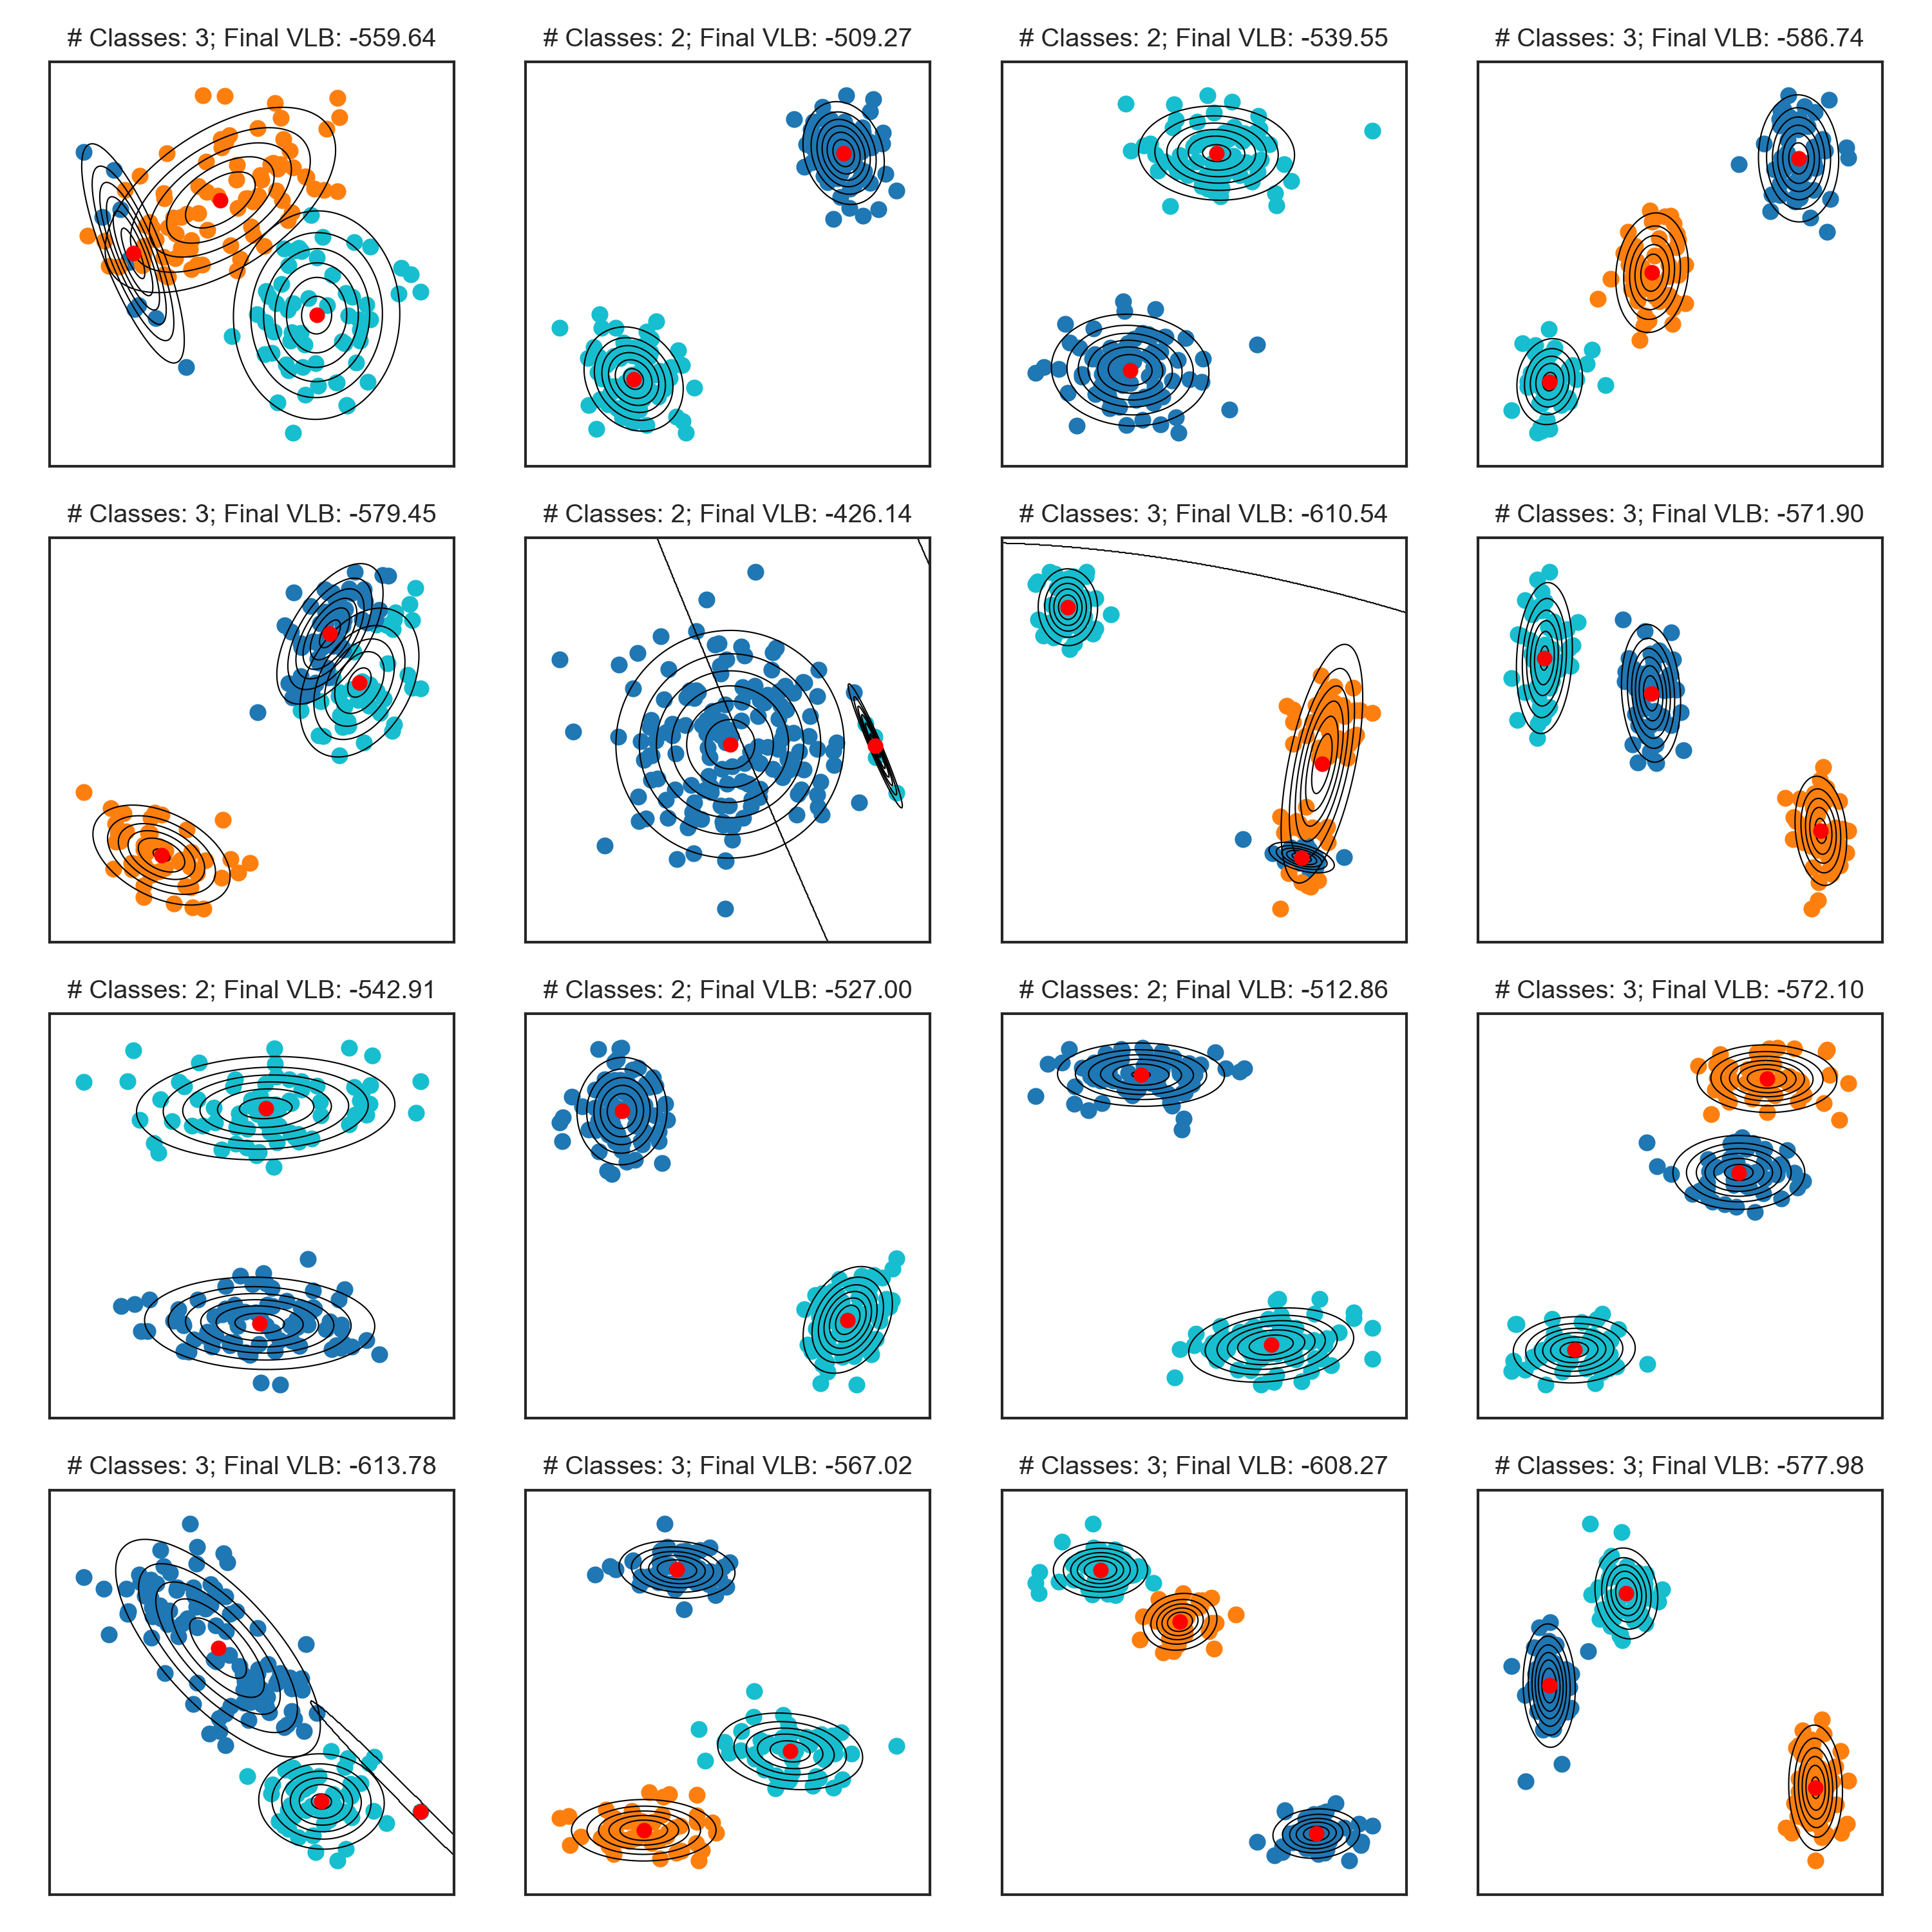 # Classes: 3; Final VLB: -559.64
# Classes: 2; Final VLB: -509.27
# Classes: 2; Final VLB: -539.55
# Classes: 3; Final VLB: -586.74
# Classes: 3; Final VLB: -579.45
# Classes: 2; Final VLB: -426.14
# Classes: 3; Final VLB: -610.54
# Classes: 3; Final VLB: -571.90
# Classes: 2; Final VLB: -542.91
# Classes: 2; Final VLB: -527.00
# Classes: 2; Final VLB: -512.86
# Classes: 3; Final VLB: -572.10
# Classes: 3; Final VLB: -613.78
# Classes: 3; Final VLB: -567.02
# Classes: 3; Final VLB: -608.27
# Classes: 3; Final VLB: -577.98